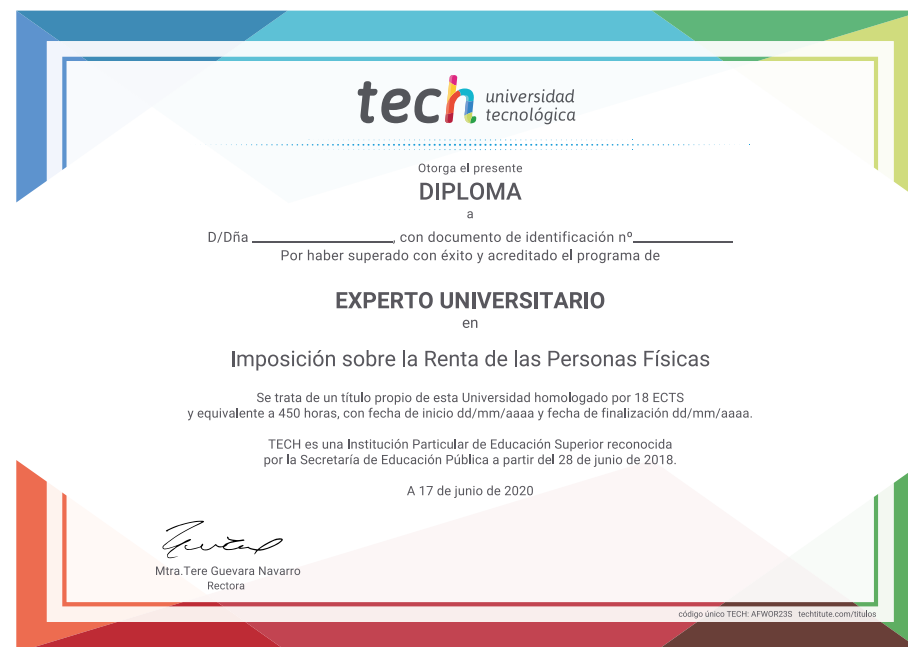 tech universidad
tecnológica
Otorga el presente
DIPLOMA
a
D/Dña ____________________, con documento de identificación nº______________
Por haber superado con éxito y acreditado el programa de
EXPERTO UNIVERSITARIO
en
Imposición sobre la Renta de las Personas Físicas
Se trata de un título propio de esta Universidad homologado por 18 ECTS
y equivalente a 450 horas, con fecha de inicio dd/mm/aaaa y fecha de finalización dd/mm/aaaa.
TECH es una Institución Particular de Educación Superior reconocida
por la Secretaría de Educación Pública a partir del 28 de junio de 2018.
A 17 de junio de 2020
Mtra.Tere Guevara Navarro
Rectora
código único TECH: AFWOR23S techtitute.com/titulos